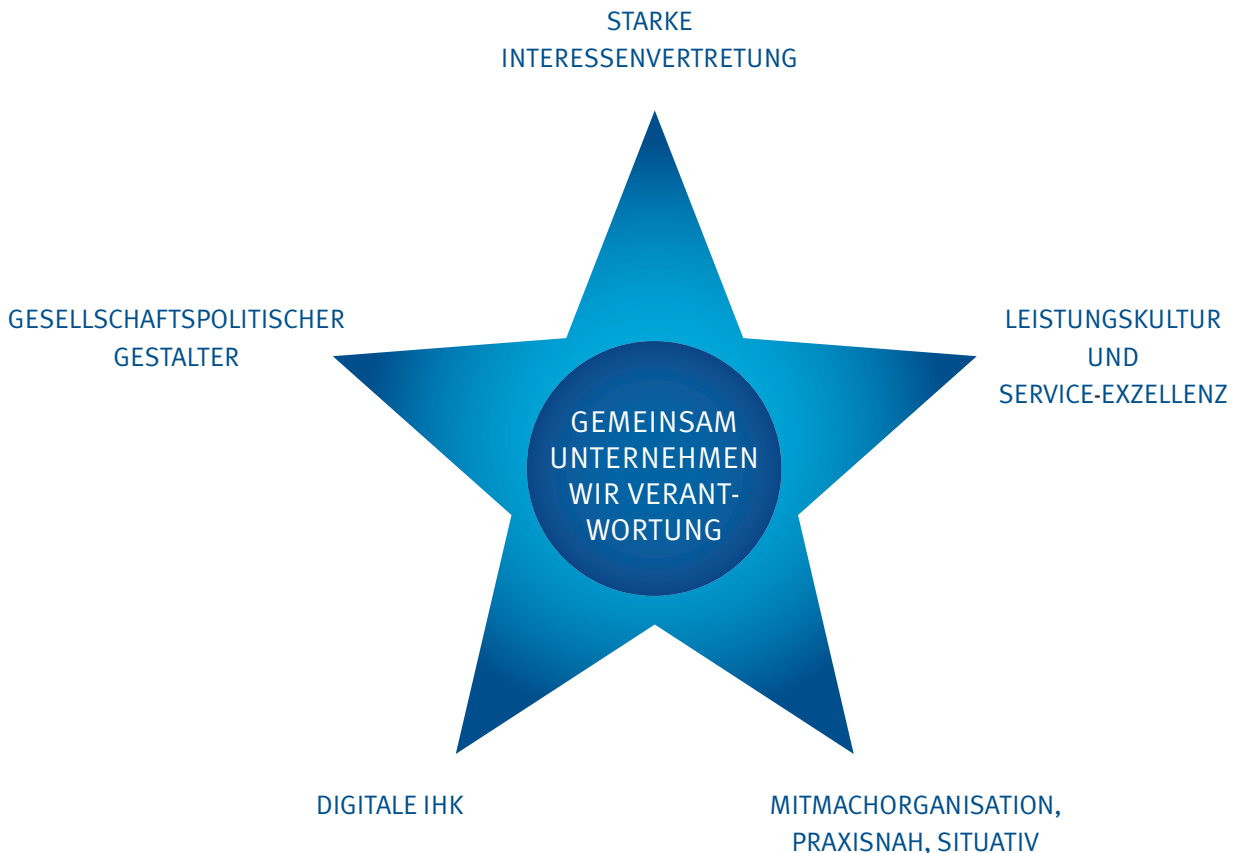 STARKE
INTERESSENVERTRETUNG
GESELLSCHAFTSPOLITISCHER
GESTALTER
LEISTUNGSKULTUR
UND
SERVICE-EXZELLENZ
GEMEINSAM
UNTERNEHMEN
WIR VERANT-
WORTUNG
DIGITALE IHK
MITMACHORGANISATION,
PRAXISNAH, SITUATIV